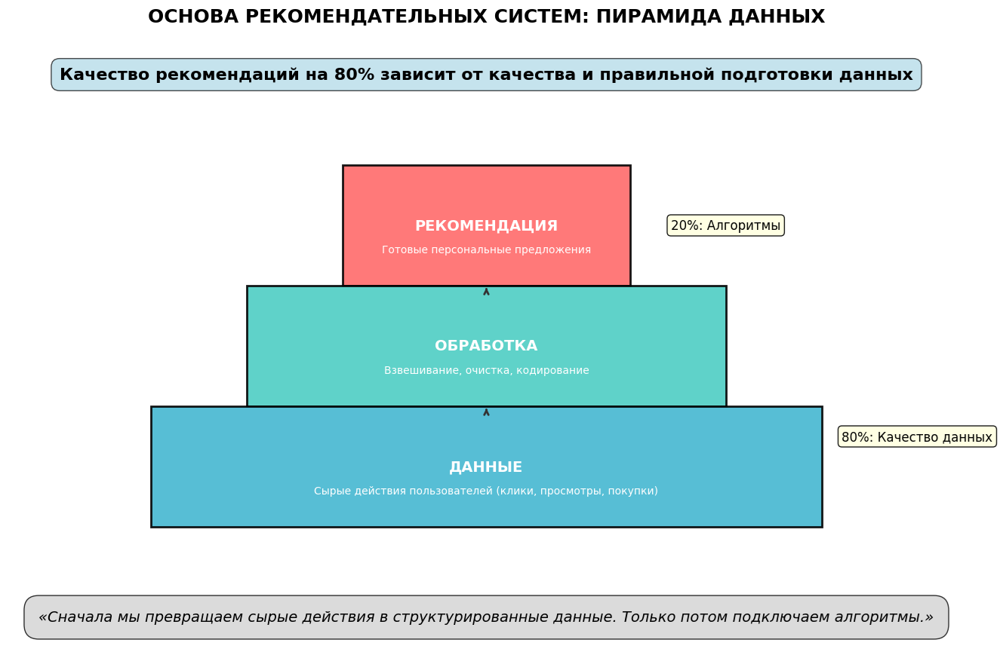 ОСНОВА РЕКОМЕНДАТЕЛЬНЫХ СИСТЕМ: ПИРАМИДА ДАННЫХ
Качество рекомендаций на 80% зависит от качества и правильной подготовки данных
РЕКОМЕНДАЦИЯ
Готовые персональные предложения
20%: Алгоритмы
ОБРАБОТКА
Взвешивание, очистка, кодирование
80%: Качество данных
ДАННЫЕ
Сырые действия пользователей (клики, просмотры, покупки)
«Сначала мы превращаем сырые действия в структурированные данные. Только потом подключаем алгоритмы.»